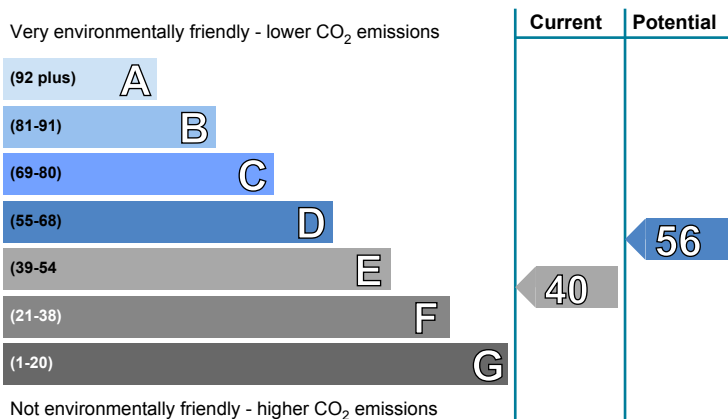 Very environmentally friendly - lower CO2 emissions
Current
Potential
(92 plus) A
(81-91) B
(69-80) C
(55-68) D
56
(39-54 E
40
(21-38) F
(1-20) G
Not environmentally friendly - higher CO2 emissions